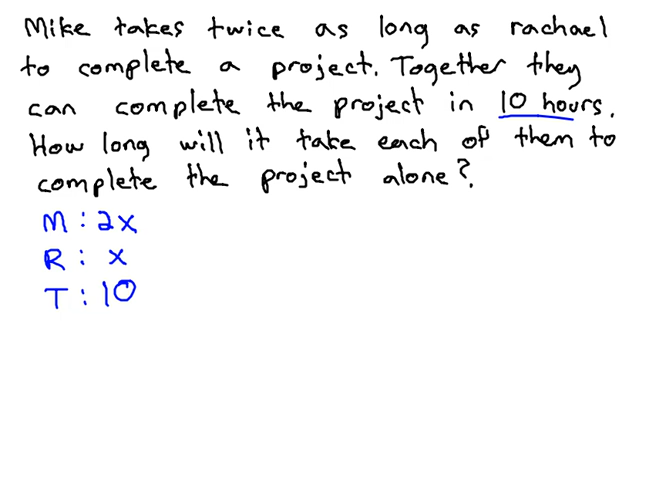 Mike takes twice as long as rachael
to complete a project. Together they
can complete the project in 10 hours.
How long will it take each of them to
complete the project alone?
M : 2x
R : x
T : 10